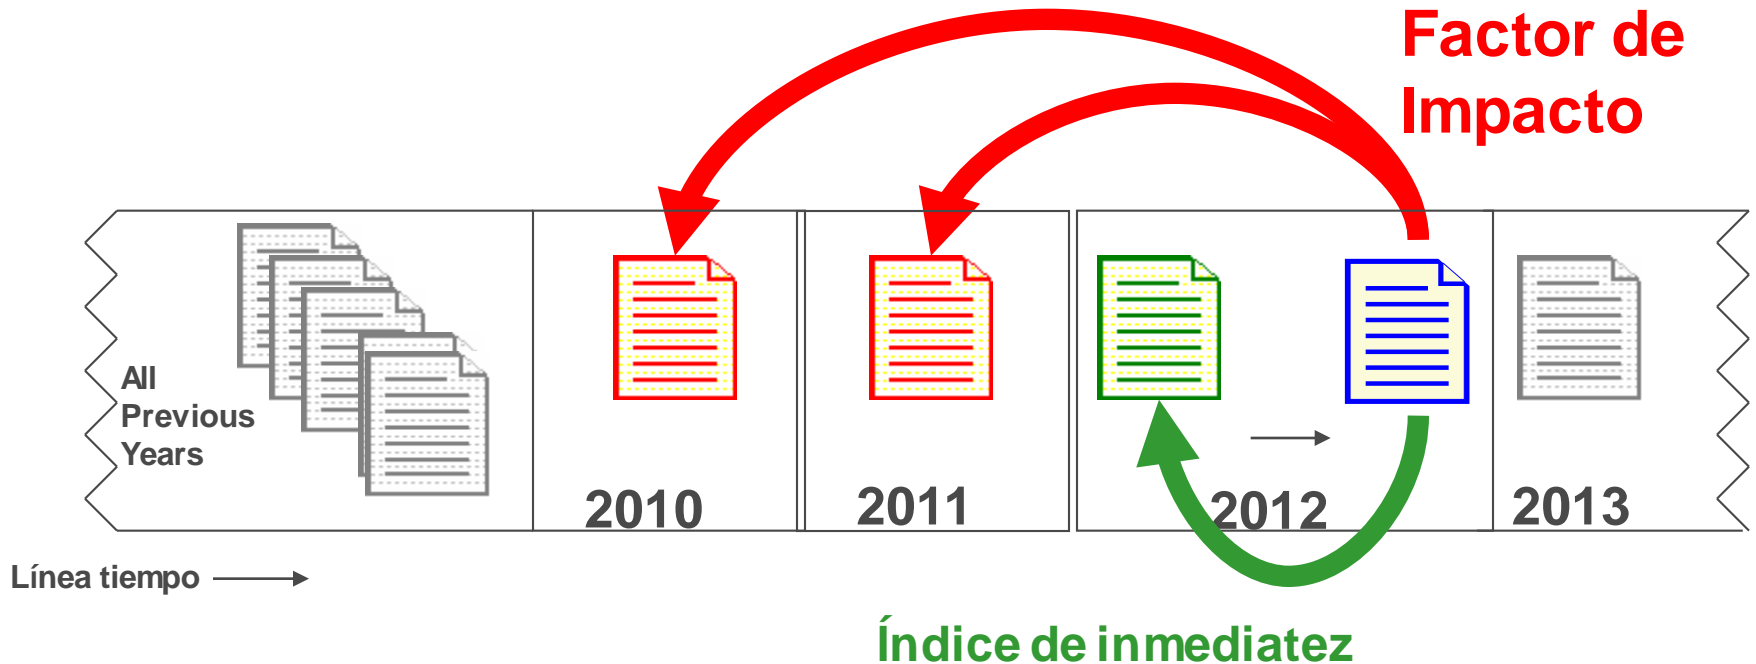 Factor de
Impacto
All
Previous
Years
2010
2011
2012
2013
Línea tiempo
Índice de inmediatez